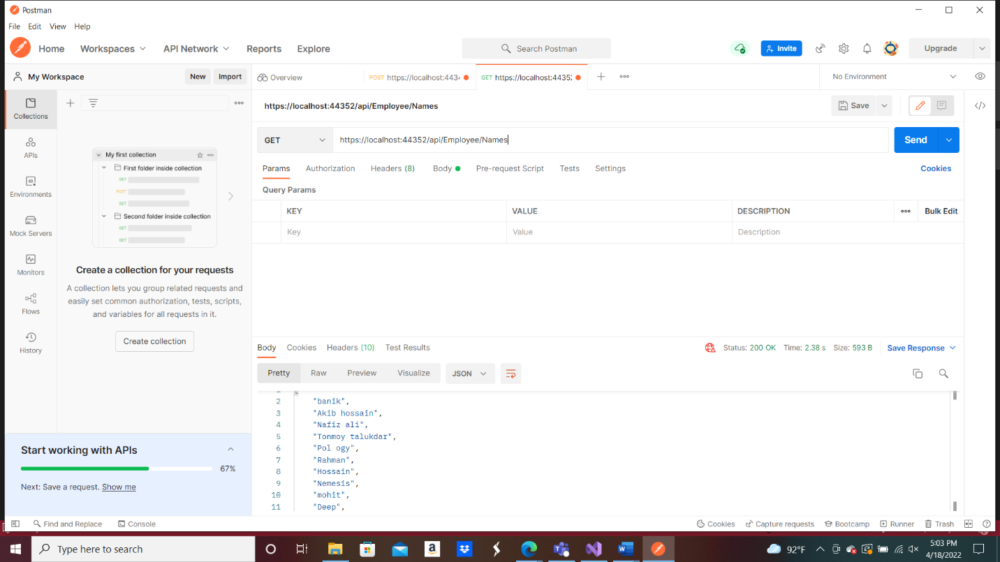 Postman
File Edit View Help
Home Workspaces API Network Reports Explore Search Postman Invite Upgrade
My Workspace New Import Overview POST https://localhost:4434 GET https://localhost:44352 No Environment
Collections
APIs
Environments
Mock Servers
Monitors
Flows
History
My first collection
First folder inside collection
GET
POST
GET
Second folder inside collection
GET
GET
Create a collection for your requests
A collection lets you group related requests and
easily set common authorization, tests, scripts,
and variables for all requests in it.
Create collection
Start working with APIs
67%
Next: Save a request. Show me
https://localhost:44352/api/Employee/Names Save
GET https://localhost:44352/api/Employee/Names Send
Params Authorization Headers (8) Body Pre-request Script Tests Settings Cookies
Query Params
KEY VALUE DESCRIPTION Bulk Edit
Key Value Description
Body Cookies Headers (10) Test Results Status: 200 OK Time: 2.38 s Size: 593 B Save Response
Pretty Raw Preview Visualize JSON
2 "banik",
3 "Akib hossain",
4 "Nafiz ali",
5 "Tonmoy talukdar",
6 "Pol ogy",
7 "Rahman",
8 "Hossain",
9 "Nemesis",
10 "mohit",
11 "Deep",
Find and Replace Console Cookies Capture requests Bootcamp Runner Trash
Type here to search 92°F 5:03 PM
4/18/2022